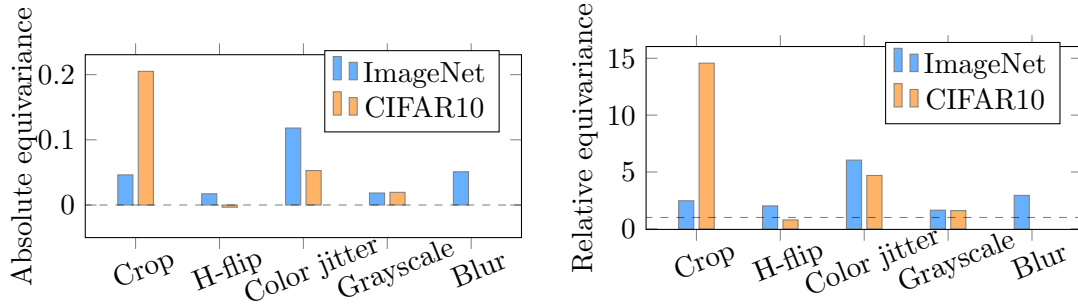 Absolute equivariance
0.2
0.1
0
ImageNet
CIFAR10
Crop
H-flip
Color jitter
Grayscale
Blur
Relative equivariance
15
10
5
0
ImageNet
CIFAR10
Crop
H-flip
Color jitter
Grayscale
Blur